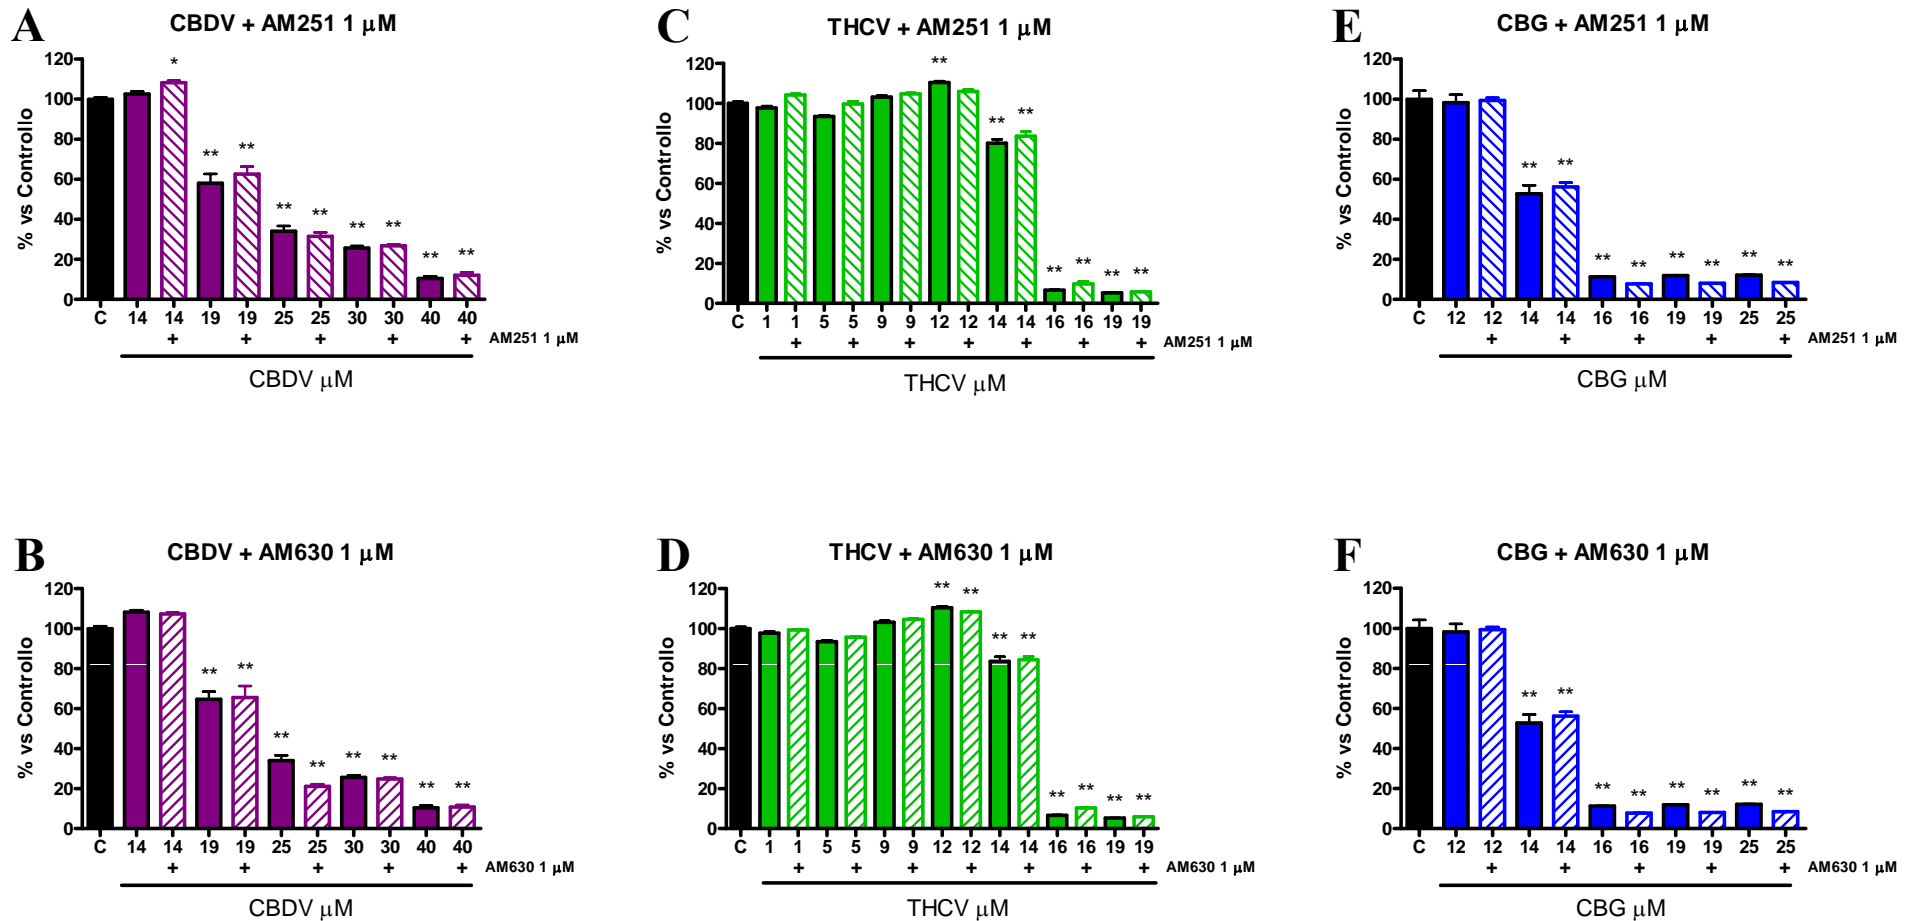 A
CBDV + AM251 1 μM
% vs Controllo
120
100
80
60
40
20
0
* ** ** ** ** ** ** ** **
C 14 14 19 19 25 25 30 30 40 40
+ + + + + AM251 1 μM
CBDV μM
C
THCV + AM251 1 μM
% vs Controllo
120
100
80
60
40
20
0
** ** ** ** ** ** **
C 1 1 5 5 9 9 12 12 14 14 16 16 19 19
+ + + + + + + AM251 1 μM
THCV μM
E
CBG + AM251 1 μM
% vs Controllo
120
100
80
60
40
20
0
** ** ** ** ** ** ** **
C 12 12 14 14 16 16 19 19 25 25
+ + + + + AM251 1 μM
CBG μM
B
CBDV + AM630 1 μM
% vs Controllo
120
100
80
60
40
20
0
** ** ** ** ** ** ** **
C 14 14 19 19 25 25 30 30 40 40
+ + + + + AM630 1 μM
CBDV μM
D
THCV + AM630 1 μM
% vs Controllo
120
100
80
60
40
20
0
** ** ** ** ** ** ** **
C 1 1 5 5 9 9 12 12 14 14 16 16 19 19
+ + + + + + + AM630 1 μM
THCV μM
F
CBG + AM630 1 μM
% vs Controllo
120
100
80
60
40
20
0
** ** ** ** ** ** ** **
C 12 12 14 14 16 16 19 19 25 25
+ + + + + AM630 1 μM
CBG μM